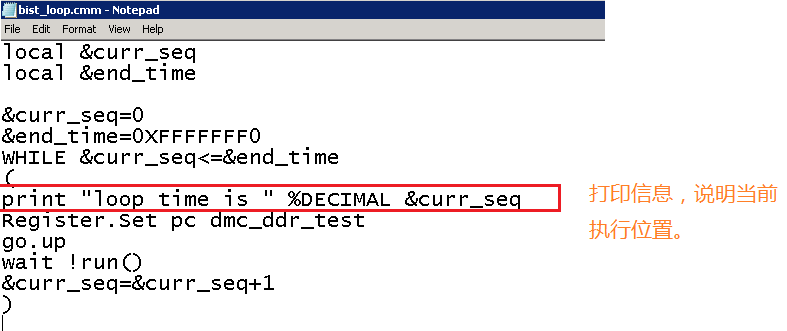 bist_loop.cmm - Notepad
File Edit Format View Help
local &curr_seq
local &end_time
&curr_seq=0
&end_time=0XFFFFFFF0
WHILE &curr_seq<=&end_time
(
print "loop time is " %DECIMAL &curr_seq
打印信息，说明当前
执行位置。
Register.Set pc dmc_ddr_test
go.up
wait !run()
&curr_seq=&curr_seq+1
)